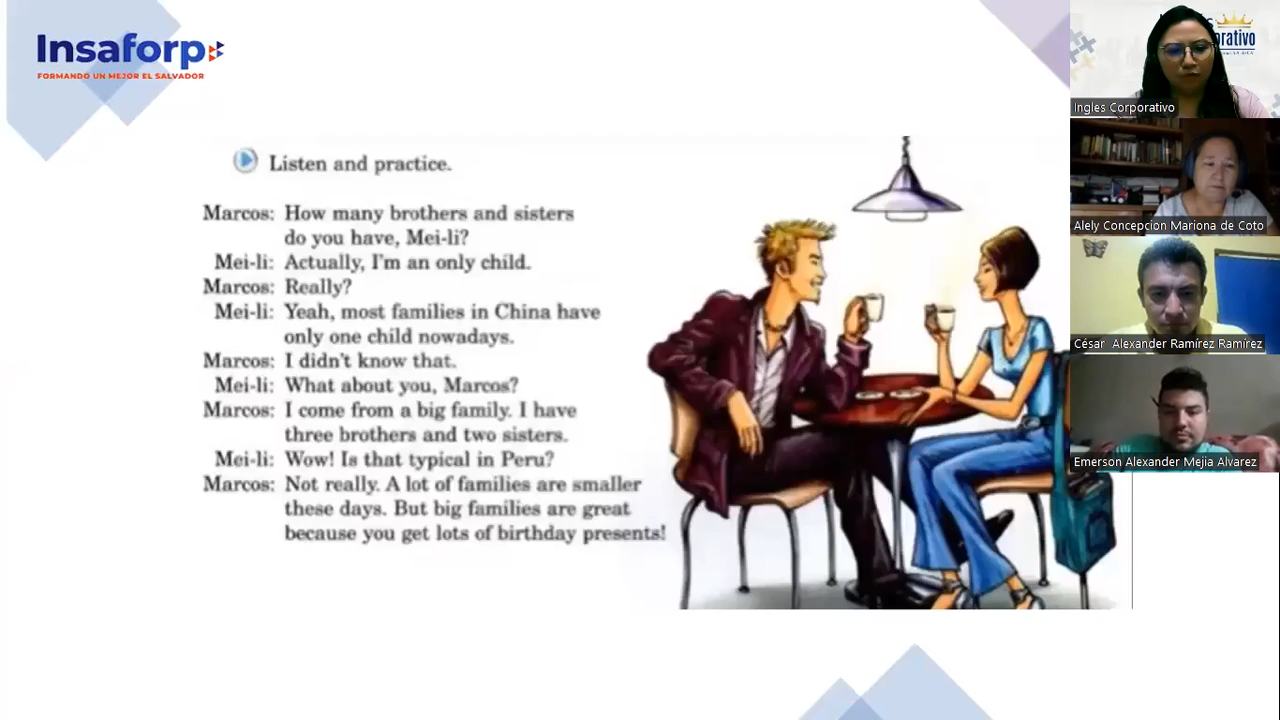 Insaforp
FORMANDO UN MEJOR EL SALVADOR
Listen and practice.
Marcos: How many brothers and sisters
do you have, Mei-li?
Mei-li: Actually, I'm an only child.
Marcos: Really?
Mei-li: Yeah, most families in China have
only one child nowadays.
Marcos: I didn't know that.
Mei-li: What about you, Marcos?
Marcos: I come from a big family. I have
three brothers and two sisters.
Mei-li: Wow! Is that typical in Peru?
Marcos: Not really. A lot of families are smaller
these days. But big families are great
because you get lots of birthday presents!
Ingles Corporativo
Alely Concepcion Mariona de Coto
César Alexander Ramírez Ramírez
Emerson Alexander Mejia Alvarez